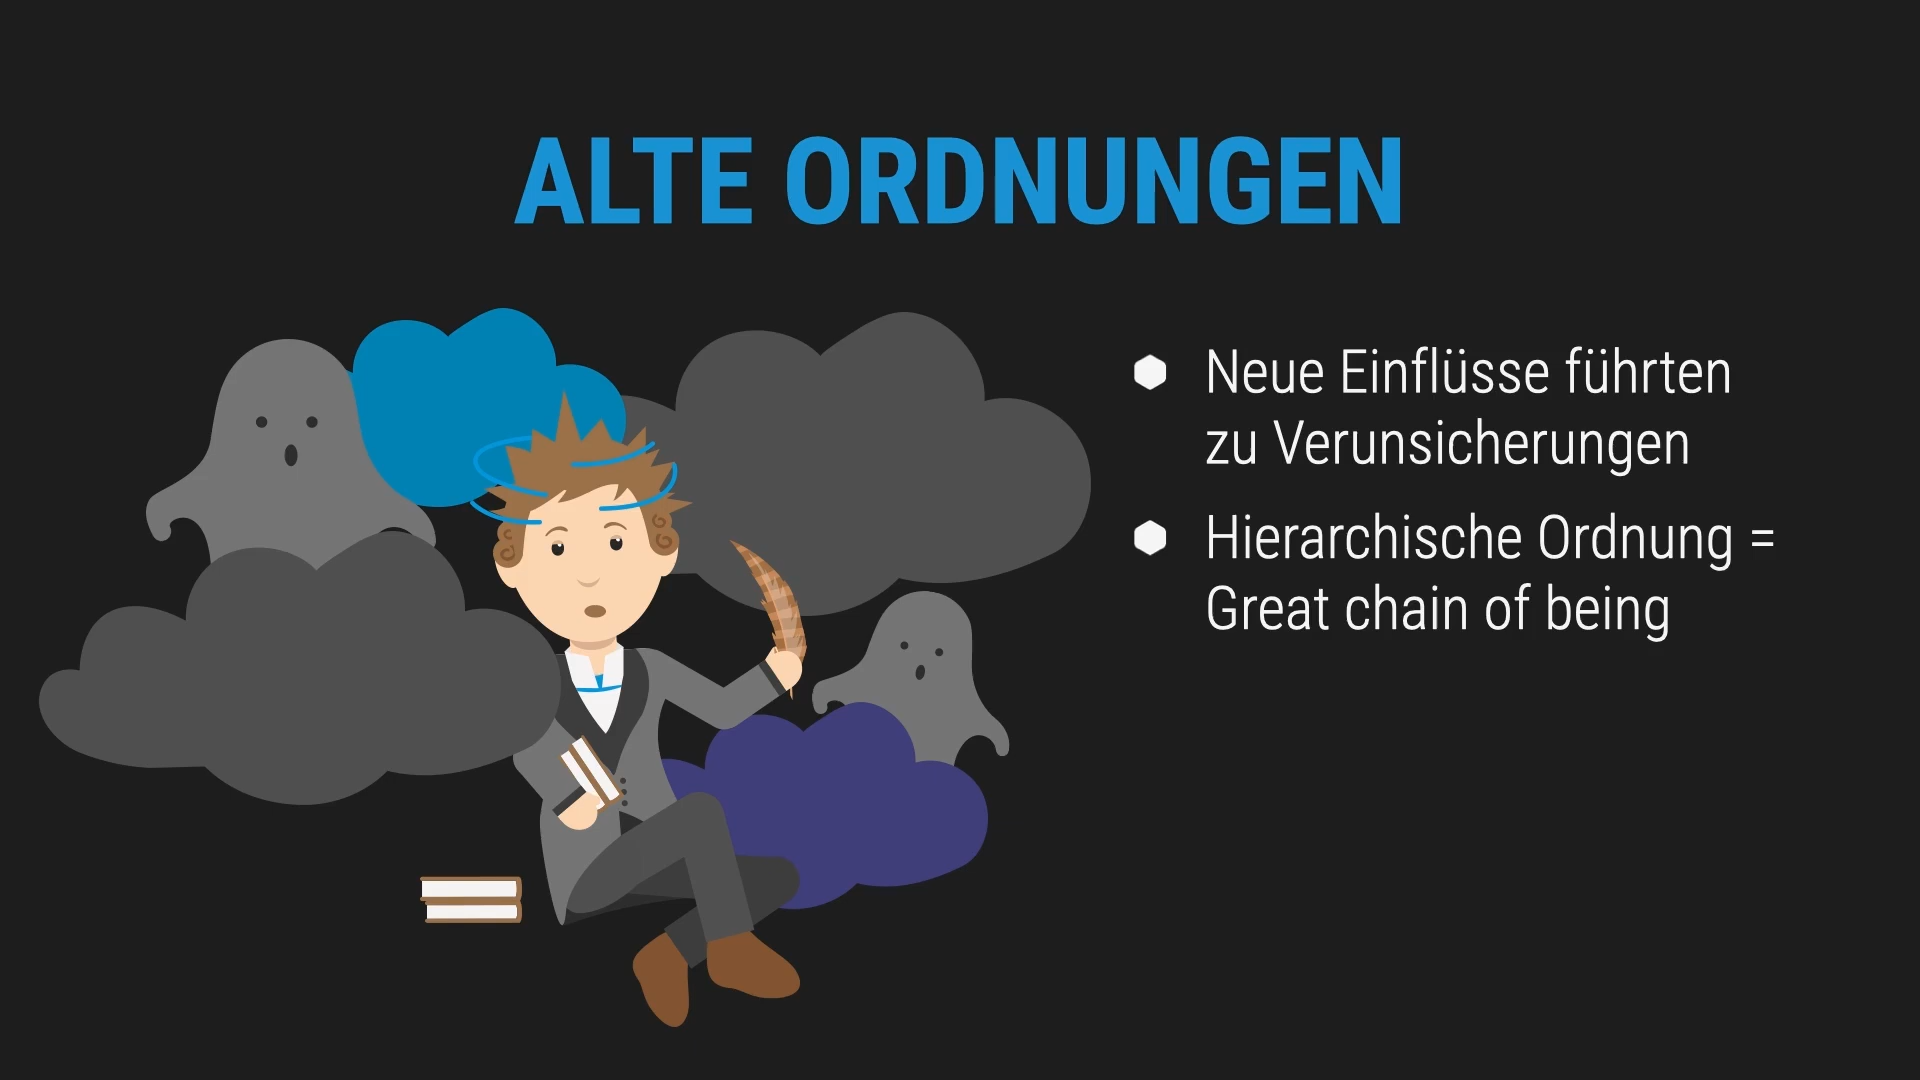 ALTE ORDNUNGEN
Neue Einflüsse führten
zu Verunsicherungen
Hierarchische Ordnung =
Great chain of being